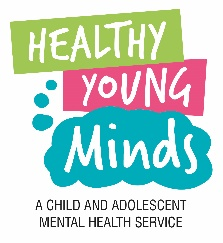 HEALTHY
YOUNG
Minds
A CHILD AND ADOLESCENT
MENTAL HEALTH SERVICE